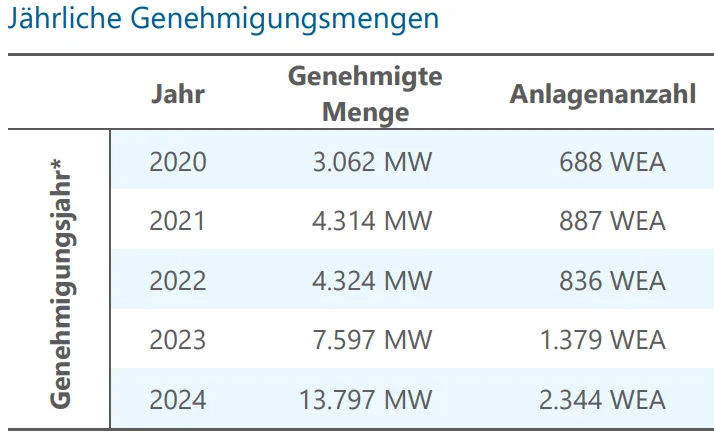 Jährliche Genehmigungsmengen
Jahr Genehmigte Menge Anlagenanzahl
Genehmigungsjahr*
2020 3.062 MW 688 WEA
2021 4.314 MW 887 WEA
2022 4.324 MW 836 WEA
2023 7.597 MW 1.379 WEA
2024 13.797 MW 2.344 WEA